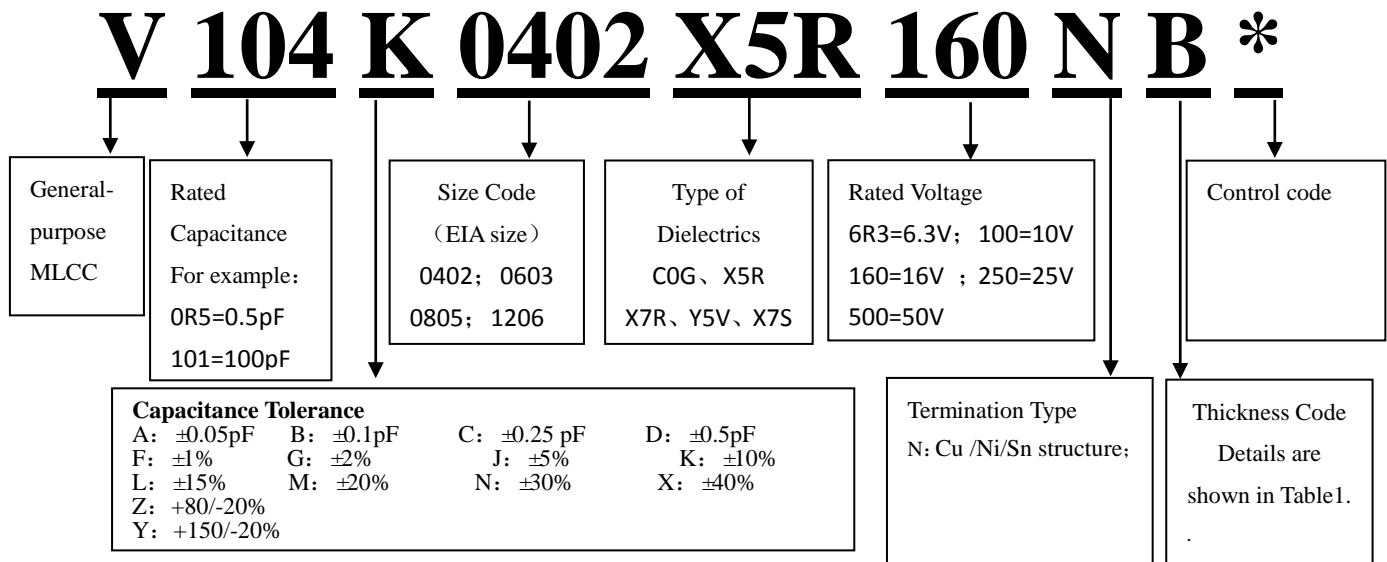 V 104 K 0402 X5R 160 N B *
General-
purpose
MLCC
Rated
Capacitance
For example：
0R5=0.5pF
101=100pF
Size Code
（EIA size）
0402；0603
0805；1206
Type of
Dielectrics
C0G、X5R
X7R、Y5V、X7S
Rated Voltage
6R3=6.3V；100=10V
160=16V ；250=25V
500=50V
Control code
Capacitance Tolerance
A：±0.05pF B：±0.1pF C：±0.25 pF D：±0.5pF
F：±1% G：±2% J：±5% K：±10%
L：±15% M：±20% N：±30% X：±40%
Z：+80/-20%
Y：+150/-20%
Termination Type
N：Cu /Ni/Sn structure；
Thickness Code
Details are
shown in Table1.
.